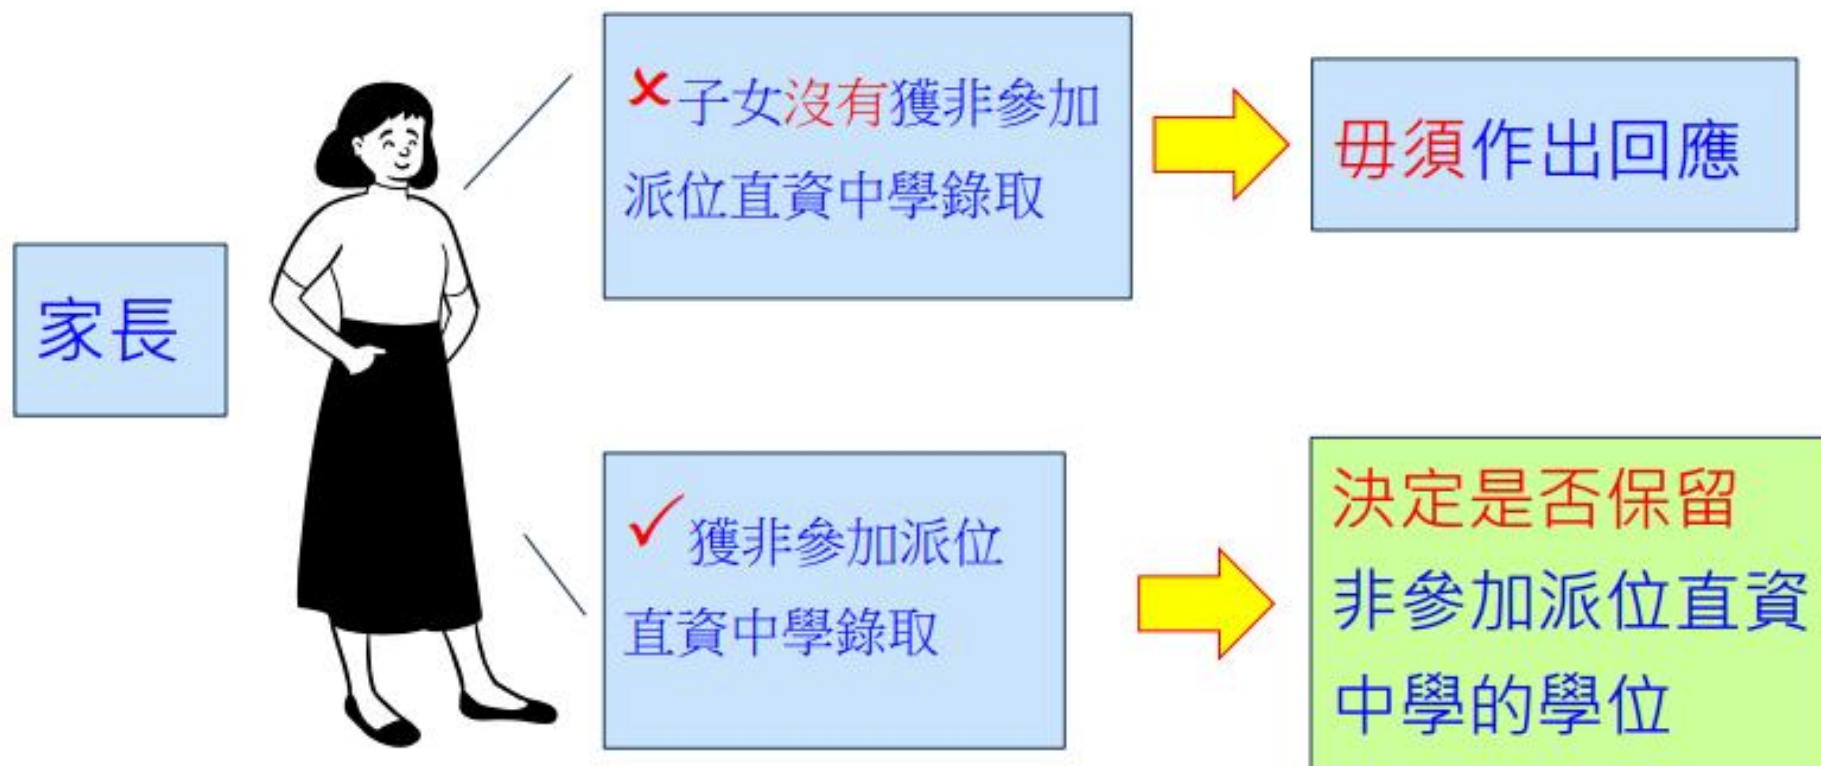 家長
✗子女沒有獲非參加
派位直資中學錄取
毋須作出回應
✓獲非參加派位
直資中學錄取
決定是否保留
非參加派位直資
中學的學位